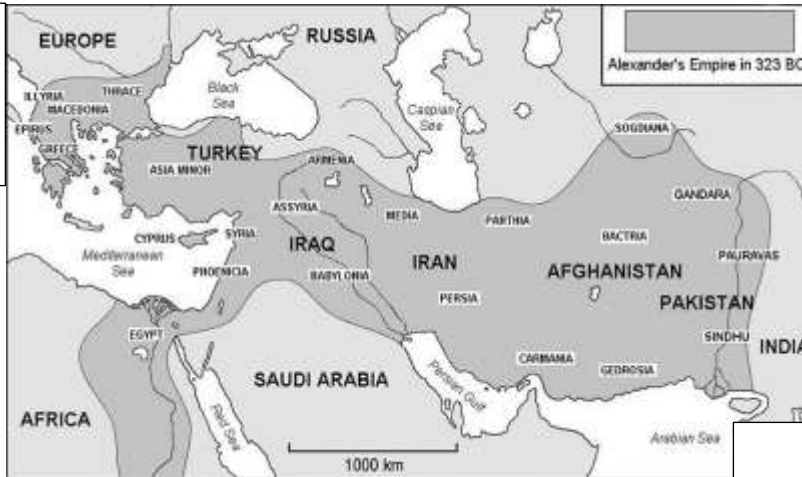 EUROPE
RUSSIA
Alexander's Empire in 323 BC
ILLYRIA
THRACE
MACEDONIA
Black
Sea
Caspian
Sea
EPIRUS
SOGDIANA
GREECE
TURKEY
ASIA MINOR
ARMENIA
GANDARA
ASSYRIA
MEDIA
PARTHIA
CYPRUS
SYRIA
BACTRIA
IRAQ
Mediterranean
Sea
IRAN
PAURAVAS
PHOENICIA
BABYLONIA
AFGHANISTAN
PERSIA
PAKISTAN
EGYPT
SINDHU
INDIA
CARMANIA
GEDROSIA
SAUDI ARABIA
Persian Gulf
AFRICA
Red Sea
Arabian Sea
1000 km